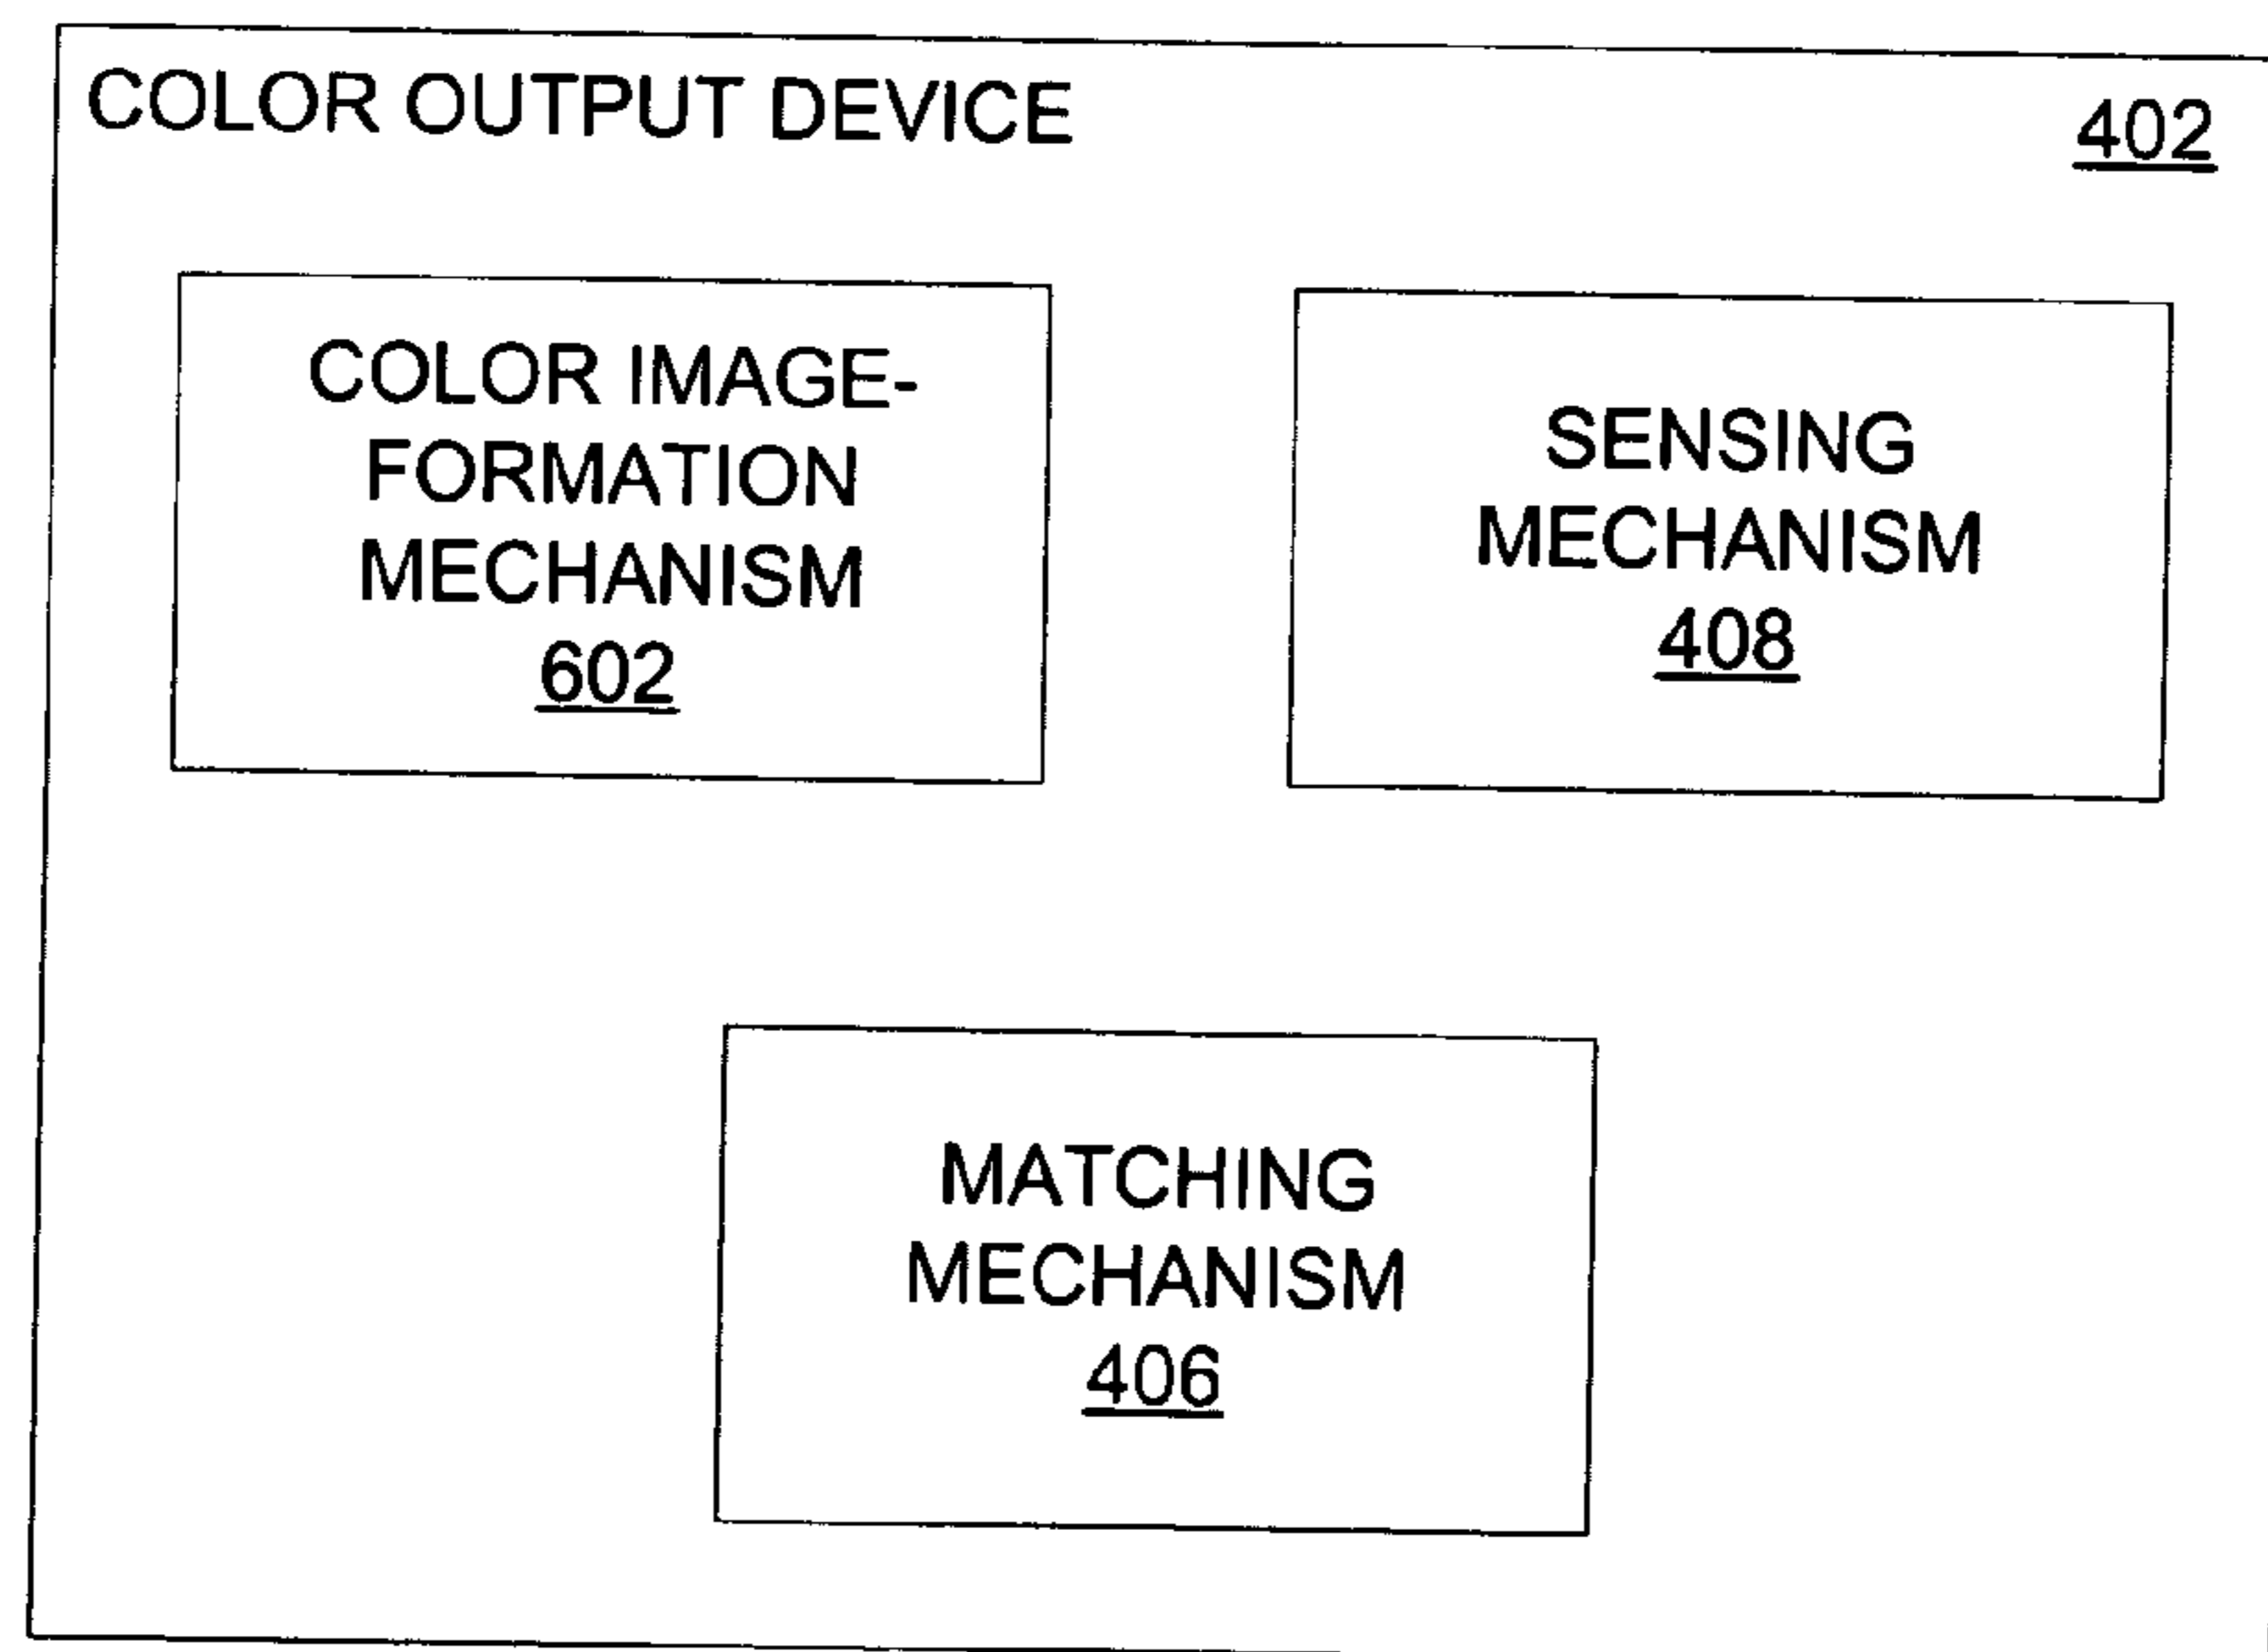 COLOR OUTPUT DEVICE
402
COLOR IMAGE-
FORMATION
MECHANISM
602
SENSING
MECHANISM
408
MATCHING
MECHANISM
406